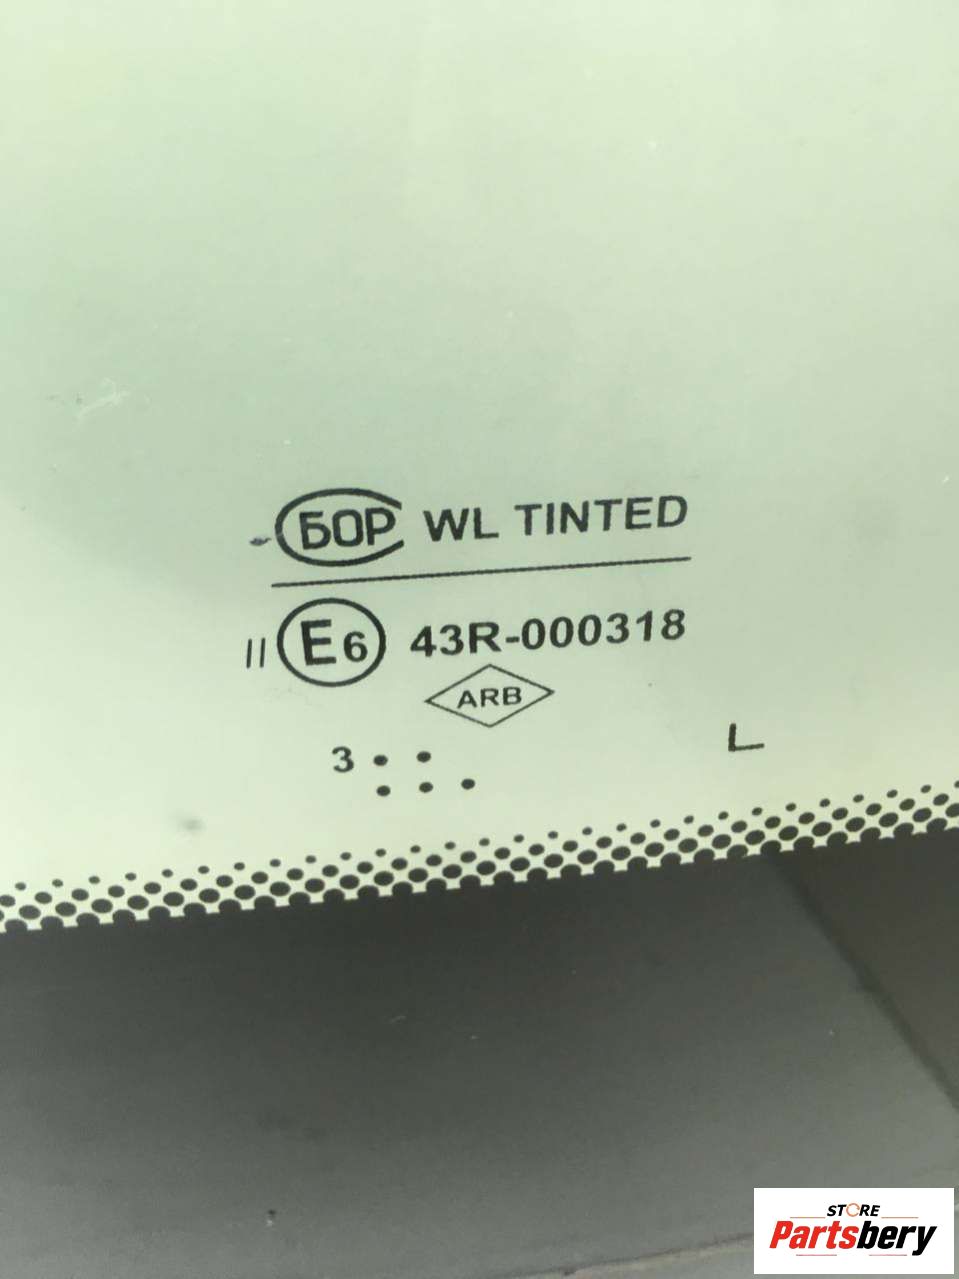 БОР WL TINTED
II E6 43R-000318
ARB
3 L
STORE
Partsbery